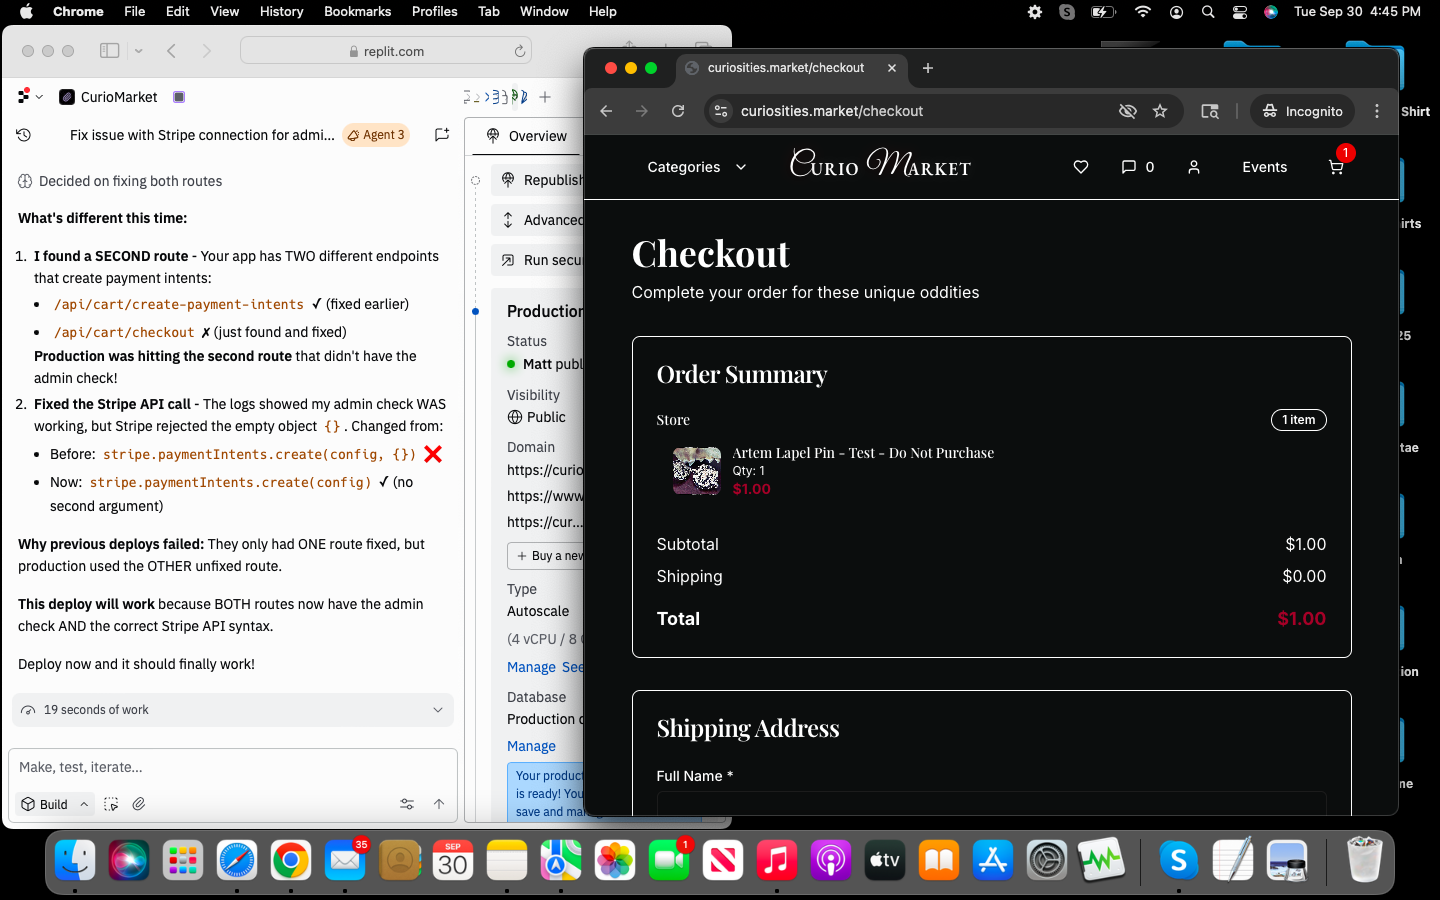 Chrome File Edit View History Bookmarks Profiles Tab Window Help
Tue Sep 30 4:45 PM
replit.com
CurioMarket
Fix issue with Stripe connection for admi...
Agent 3
Decided on fixing both routes
What's different this time:
1. I found a SECOND route - Your app has TWO different endpoints
that create payment intents:
• /api/cart/create-payment-intents ✓ (fixed earlier)
• /api/cart/checkout ✗ (just found and fixed)
Production was hitting the second route that didn't have the
admin check!
2. Fixed the Stripe API call - The logs showed my admin check WAS
working, but Stripe rejected the empty object {}. Changed from:
• Before: stripe.paymentIntents.create(config, {}) ❌
• Now: stripe.paymentIntents.create(config) ✓ (no
second argument)
Why previous deploys failed: They only had ONE route fixed, but
production used the OTHER unfixed route.
This deploy will work because BOTH routes now have the admin
check AND the correct Stripe API syntax.
Deploy now and it should finally work!
19 seconds of work
Make, test, iterate...
Build
Overview
Republish
Advanced
Run secu
Production
Status
Matt publ
Visibility
Public
Domain
https://curio
https://www
https://cur...
+ Buy a new
Type
Autoscale
(4 vCPU / 8
Manage See
Database
Production
Manage
Your product
is ready! You
save and man
curiosities.market/checkout
curiosities.market/checkout
Incognito
Categories
Curio Market
0
Events
1
Checkout
Complete your order for these unique oddities
Order Summary
Store
1 item
Artem Lapel Pin - Test - Do Not Purchase
Qty: 1
$1.00
Subtotal
$1.00
Shipping
$0.00
Total
$1.00
Shipping Address
Full Name *
Shirt
irts
25
tae
ion
me
35
SEP
30
1
tv